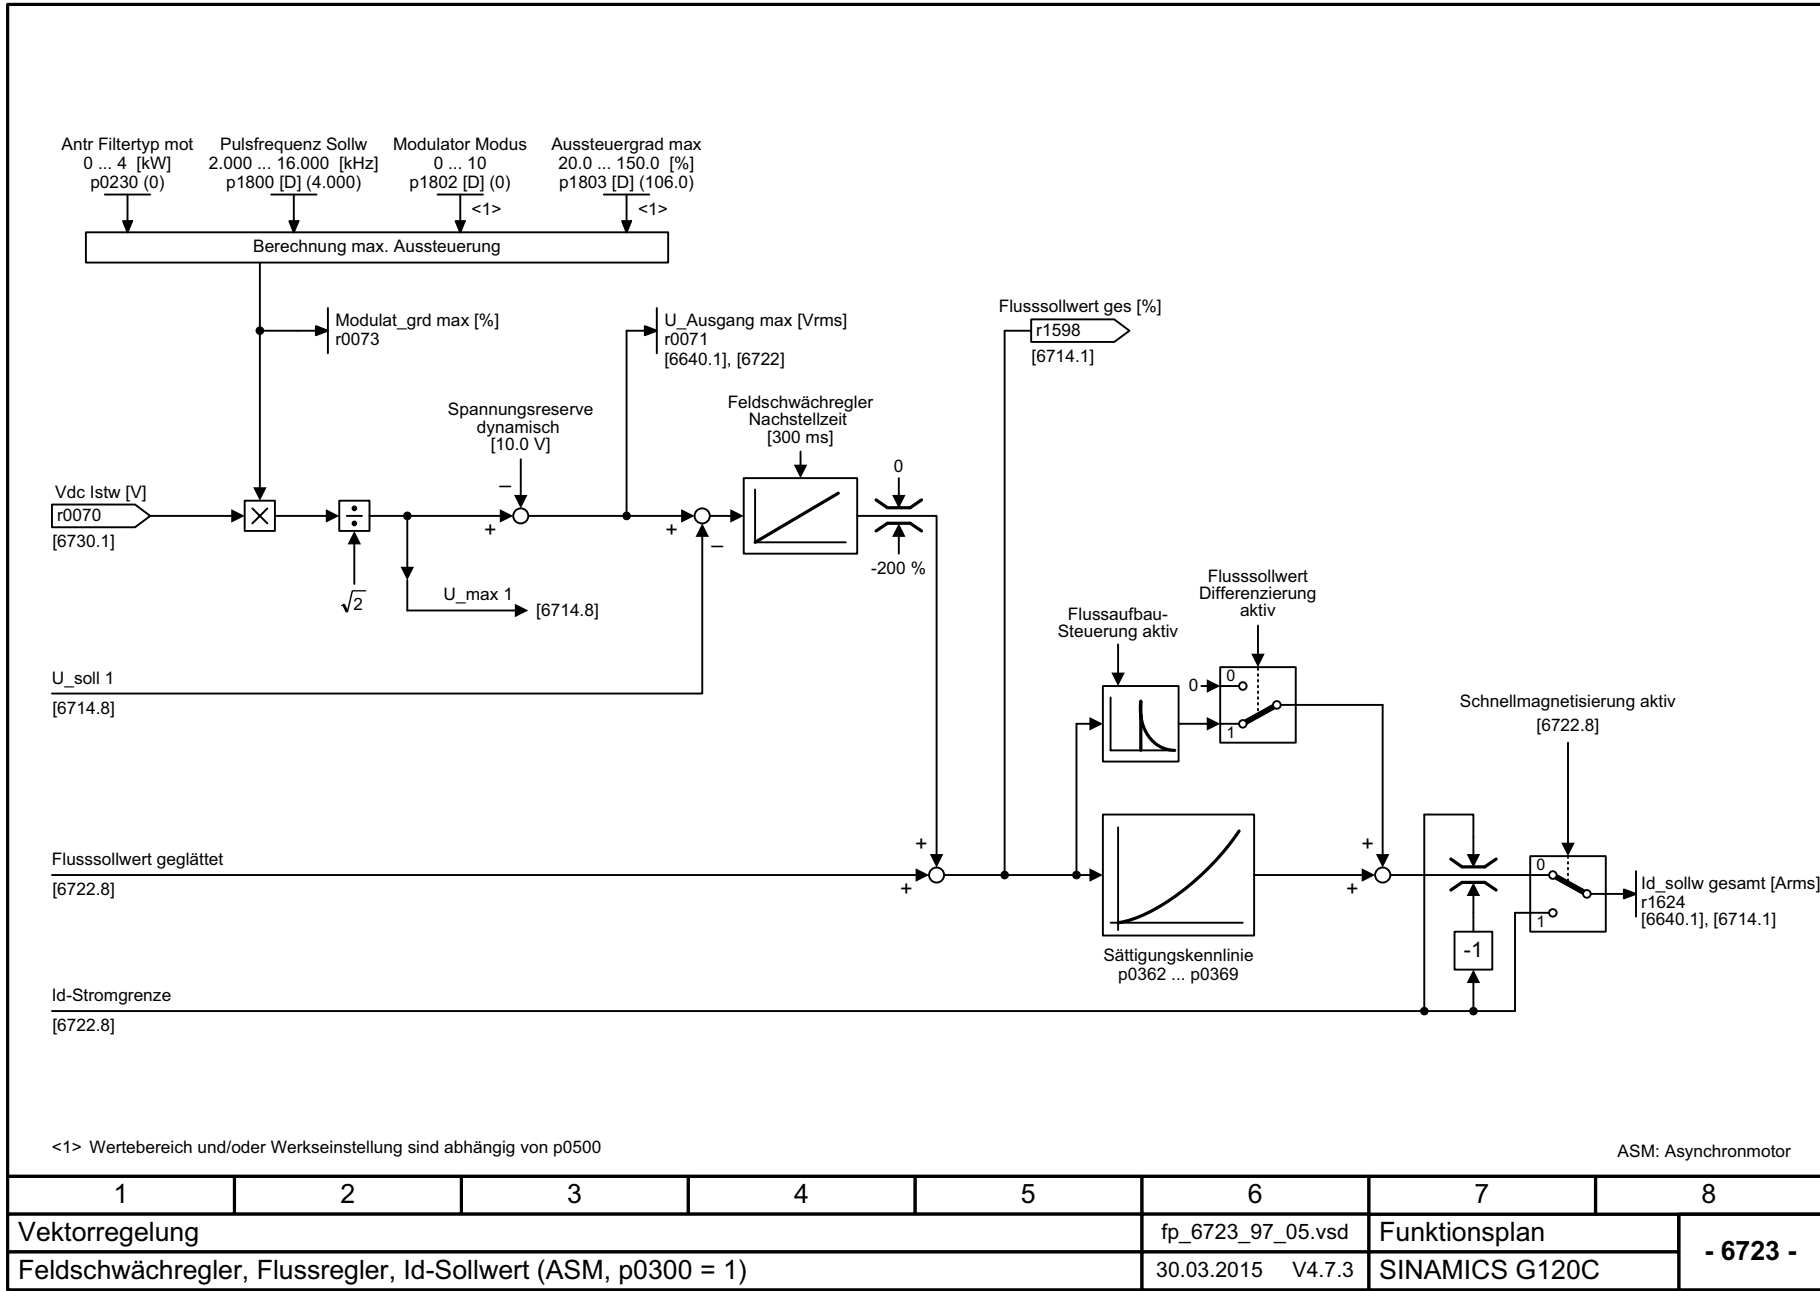 Antr Filtertyp mot
0 ... 4 [kW]
p0230 (0)
Pulsfrequenz Sollw
2.000 ... 16.000 [kHz]
p1800 [D] (4.000)
Modulator Modus
0 ... 10
p1802 [D] (0)
<1>
Aussteuergrad max
20.0 ... 150.0 [%]
p1803 [D] (106.0)
<1>
Berechnung max. Aussteuerung
Modulat_grd max [%]
r0073
U_Ausgang max [Vrms]
r0071
[6640.1], [6722]
Flusssollwert ges [%]
r1598
[6714.1]
Spannungsreserve
dynamisch
[10.0 V]
Feldschwächregler
Nachstellzeit
[300 ms]
0
-200 %
Vdc Istw [V]
r0070
[6730.1]
×
÷
√2
–
+
+
–
U_max 1
[6714.8]
U_soll 1
[6714.8]
Flussaufbau-
Steuerung aktiv
Flusssollwert
Differenzierung
aktiv
0
0
1
Schnellmagnetisierung aktiv
[6722.8]
Flusssollwert geglättet
[6722.8]
+
+
+
+
0
1
-1
Id_sollw gesamt [Arms]
r1624
[6640.1], [6714.1]
Sättigungskennlinie
p0362 ... p0369
Id-Stromgrenze
[6722.8]
<1> Wertebereich und/oder Werkseinstellung sind abhängig von p0500
ASM: Asynchronmotor
1 2 3 4 5 6 7 8
Vektorregelung
fp_6723_97_05.vsd
Funktionsplan
- 6723 -
Feldschwächregler, Flussregler, Id-Sollwert (ASM, p0300 = 1)
30.03.2015 V4.7.3
SINAMICS G120C